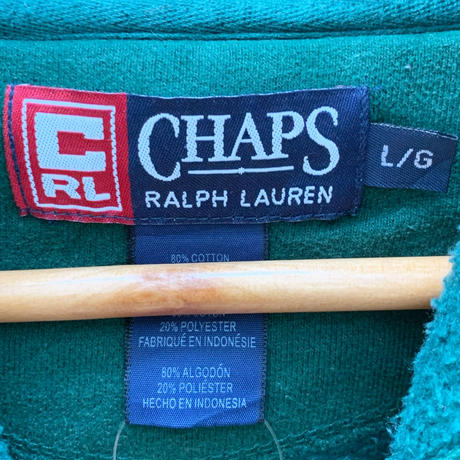 C
RL
CHAPS
RALPH LAUREN
L/G
80% COTTON
20% POLYESTER
FABRIQUÉ EN INDONÉSIE
80% ALGODÓN
20% POLIÉSTER
HECHO EN INDONESIA